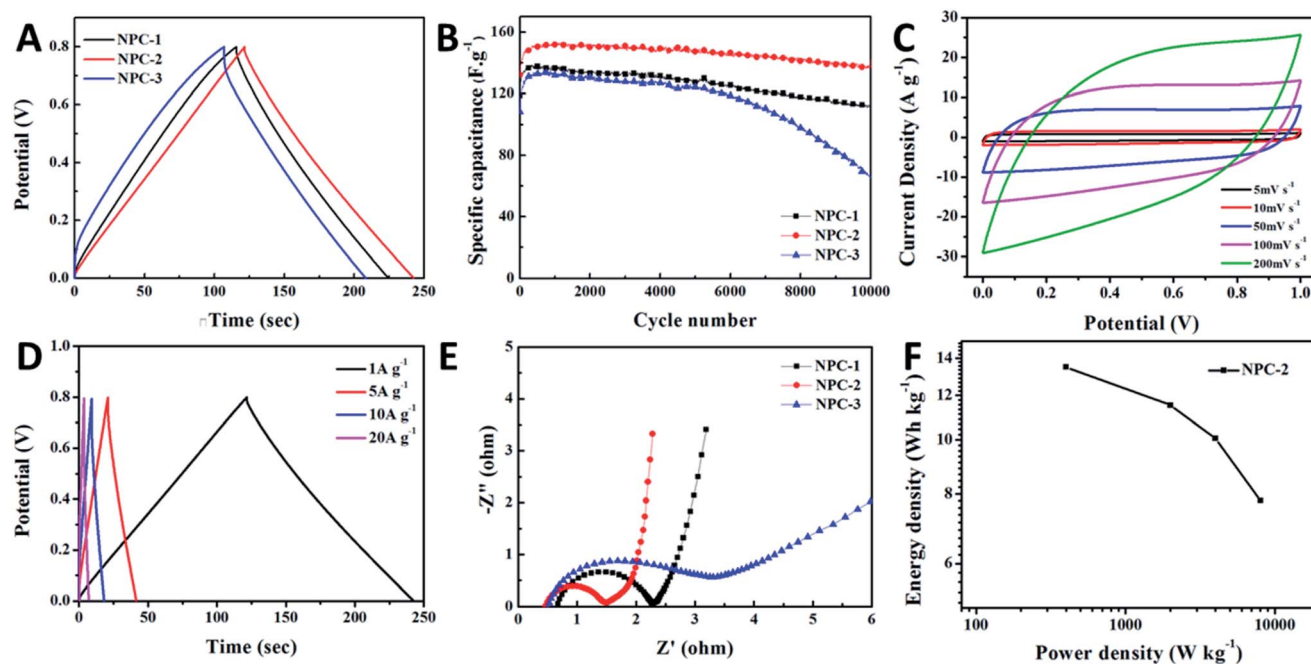 A
NPC-1
NPC-2
NPC-3
Potential (V)
0.8
0.6
0.4
0.2
0.0
0 50 100 150 200 250
Time (sec)
B
Specific capacitance (F.g-1)
160
120
80
40
0
NPC-1
NPC-2
NPC-3
0 2000 4000 6000 8000 10000
Cycle number
C
Current Density (A g-1)
30
20
10
0
-10
-20
-30
5mV s-1
10mV s-1
50mV s-1
100mV s-1
200mV s-1
0.0 0.2 0.4 0.6 0.8 1.0
Potential (V)
D
Potential (V)
1.0
0.8
0.6
0.4
0.2
0.0
1A g-1
5A g-1
10A g-1
20A g-1
0 50 100 150 200 250
Time (sec)
E
-Z" (ohm)
5
4
3
2
1
0
NPC-1
NPC-2
NPC-3
0 1 2 3 4 5 6
Z' (ohm)
F
Energy density (Wh kg-1)
14
12
10
8
6
NPC-2
100 1000 10000
Power density (W kg-1)